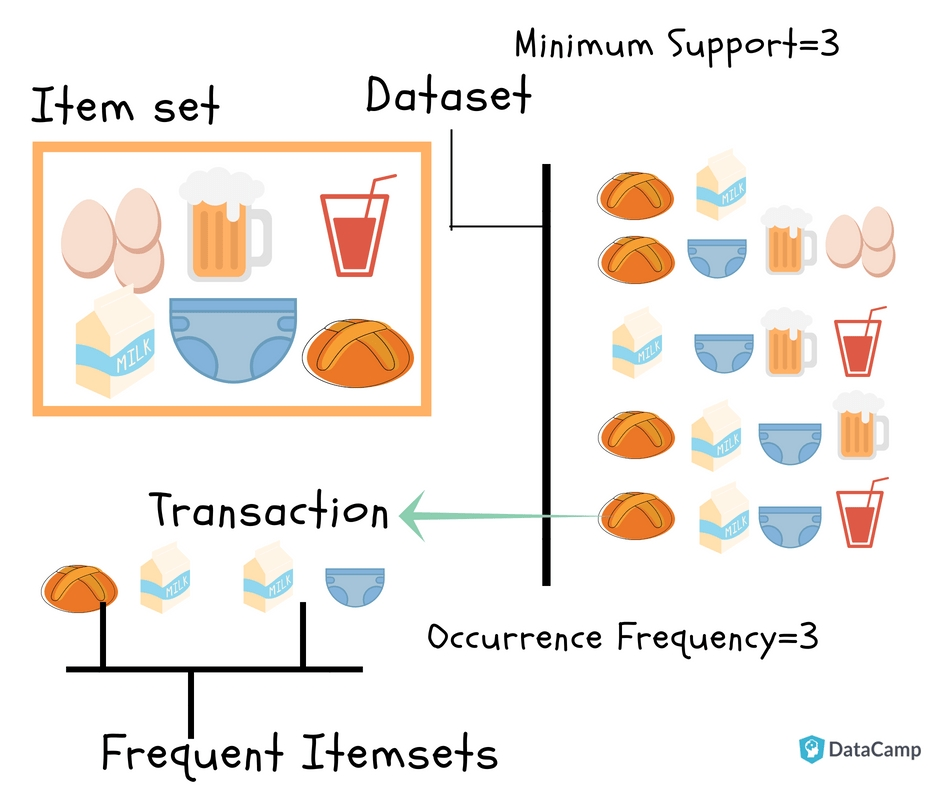 Minimum Support=3
Item set
Dataset
MILK
MILK
MILK
MILK
MILK
Transaction
MILK
MILK
Occurrence Frequency=3
Frequent Itemsets
DataCamp